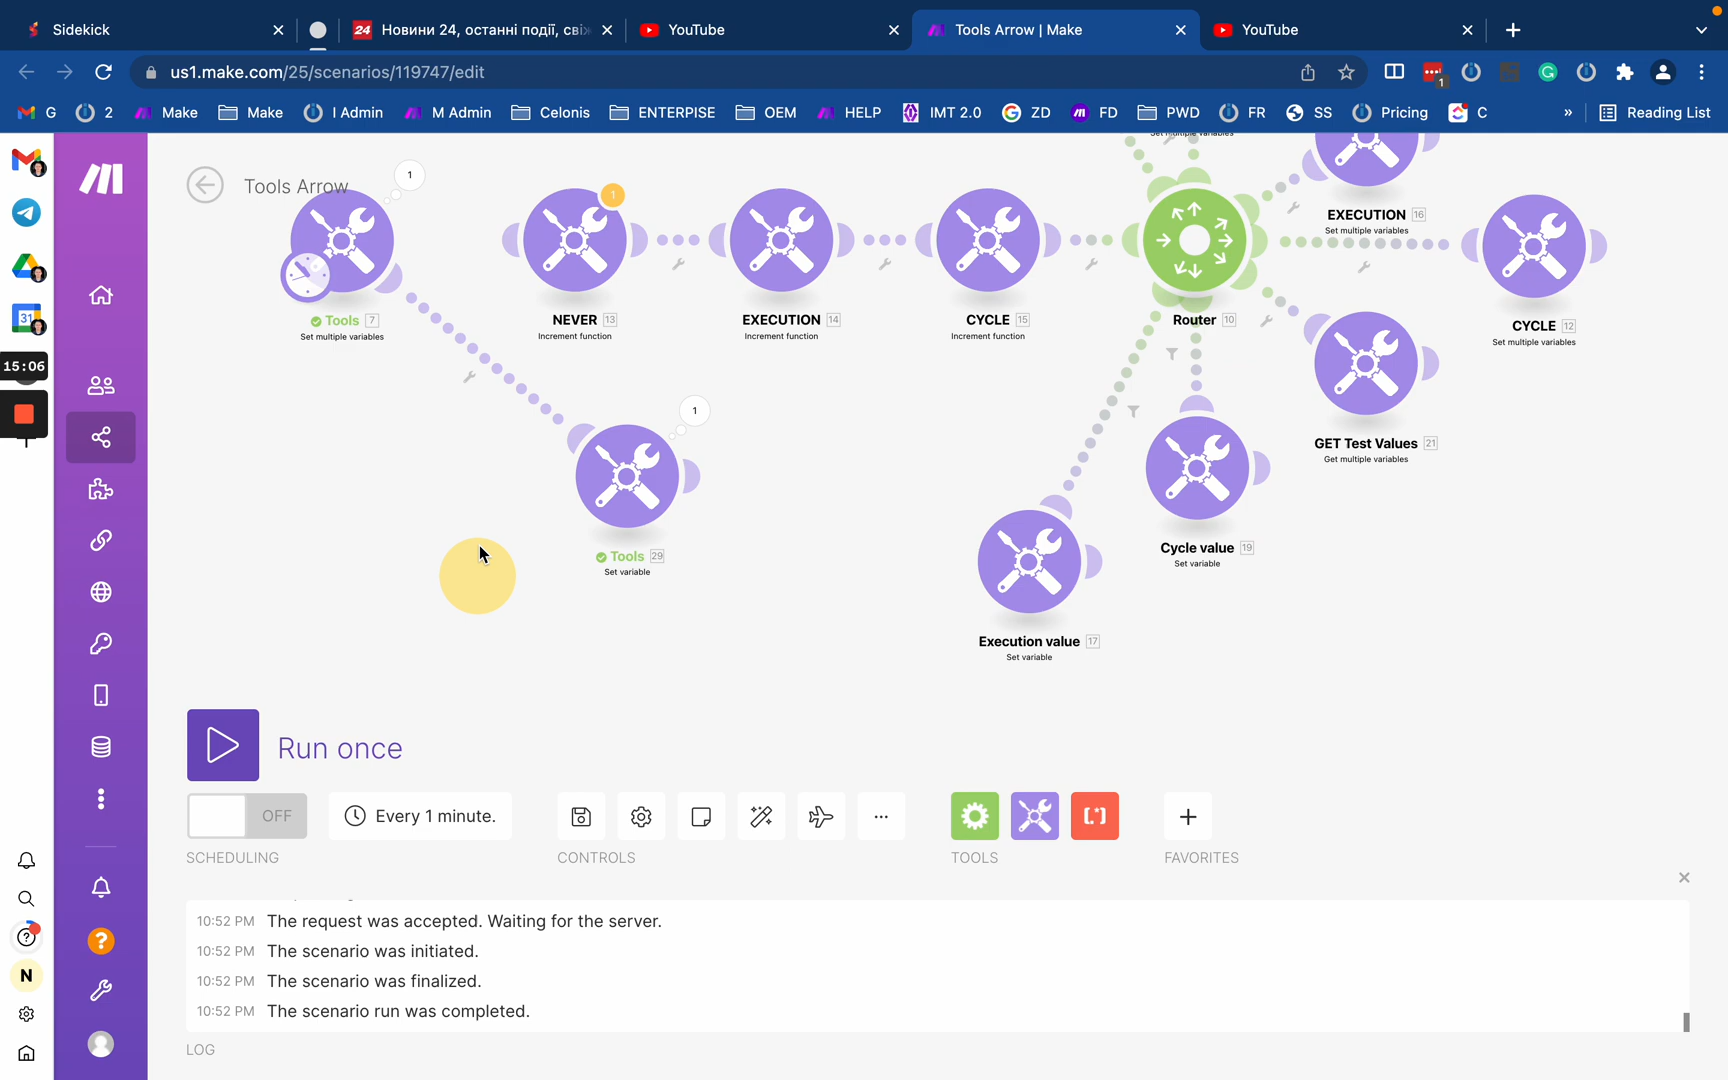 Sidekick
24 Новини 24, останні події, сві
YouTube
Tools Arrow | Make
YouTube
us1.make.com/25/scenarios/119747/edit
1
G
2
Make
Make
I Admin
M Admin
Celonis
ENTERPISE
OEM
HELP
IMT 2.0
ZD
FD
PWD
FR
SS
Pricing
C
»
Reading List
Tools Arrow
1
1
Set multiple variables
EXECUTION 16
Set multiple variables
Tools 7
Set multiple variables
NEVER 13
Increment function
EXECUTION 14
Increment function
CYCLE 15
Increment function
Router 10
CYCLE 12
Set multiple variables
31
15:06
1
GET Test Values 21
Get multiple variables
Tools 29
Set variable
Cycle value 19
Set variable
Execution value 17
Set variable
Run once
OFF
Every 1 minute.
SCHEDULING
CONTROLS
TOOLS
FAVORITES
10:52 PM The request was accepted. Waiting for the server.
10:52 PM The scenario was initiated.
10:52 PM The scenario was finalized.
10:52 PM The scenario run was completed.
LOG
N